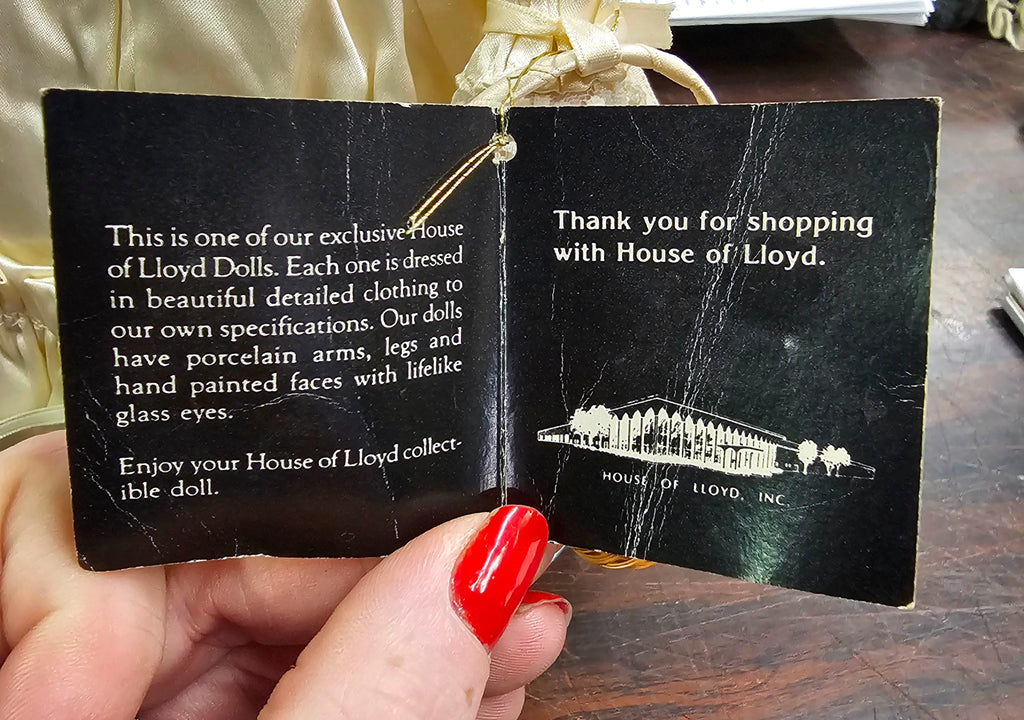 This is one of our exclusive House
of Lloyd Dolls. Each one is dressed
in beautiful detailed clothing to
our own specifications. Our dolls
have porcelain arms, legs and
hand painted faces with lifelike
glass eyes.
Enjoy your House of Lloyd collect-
ible doll.
Thank you for shopping
with House of Lloyd.
HOUSE OF LLOYD, INC.